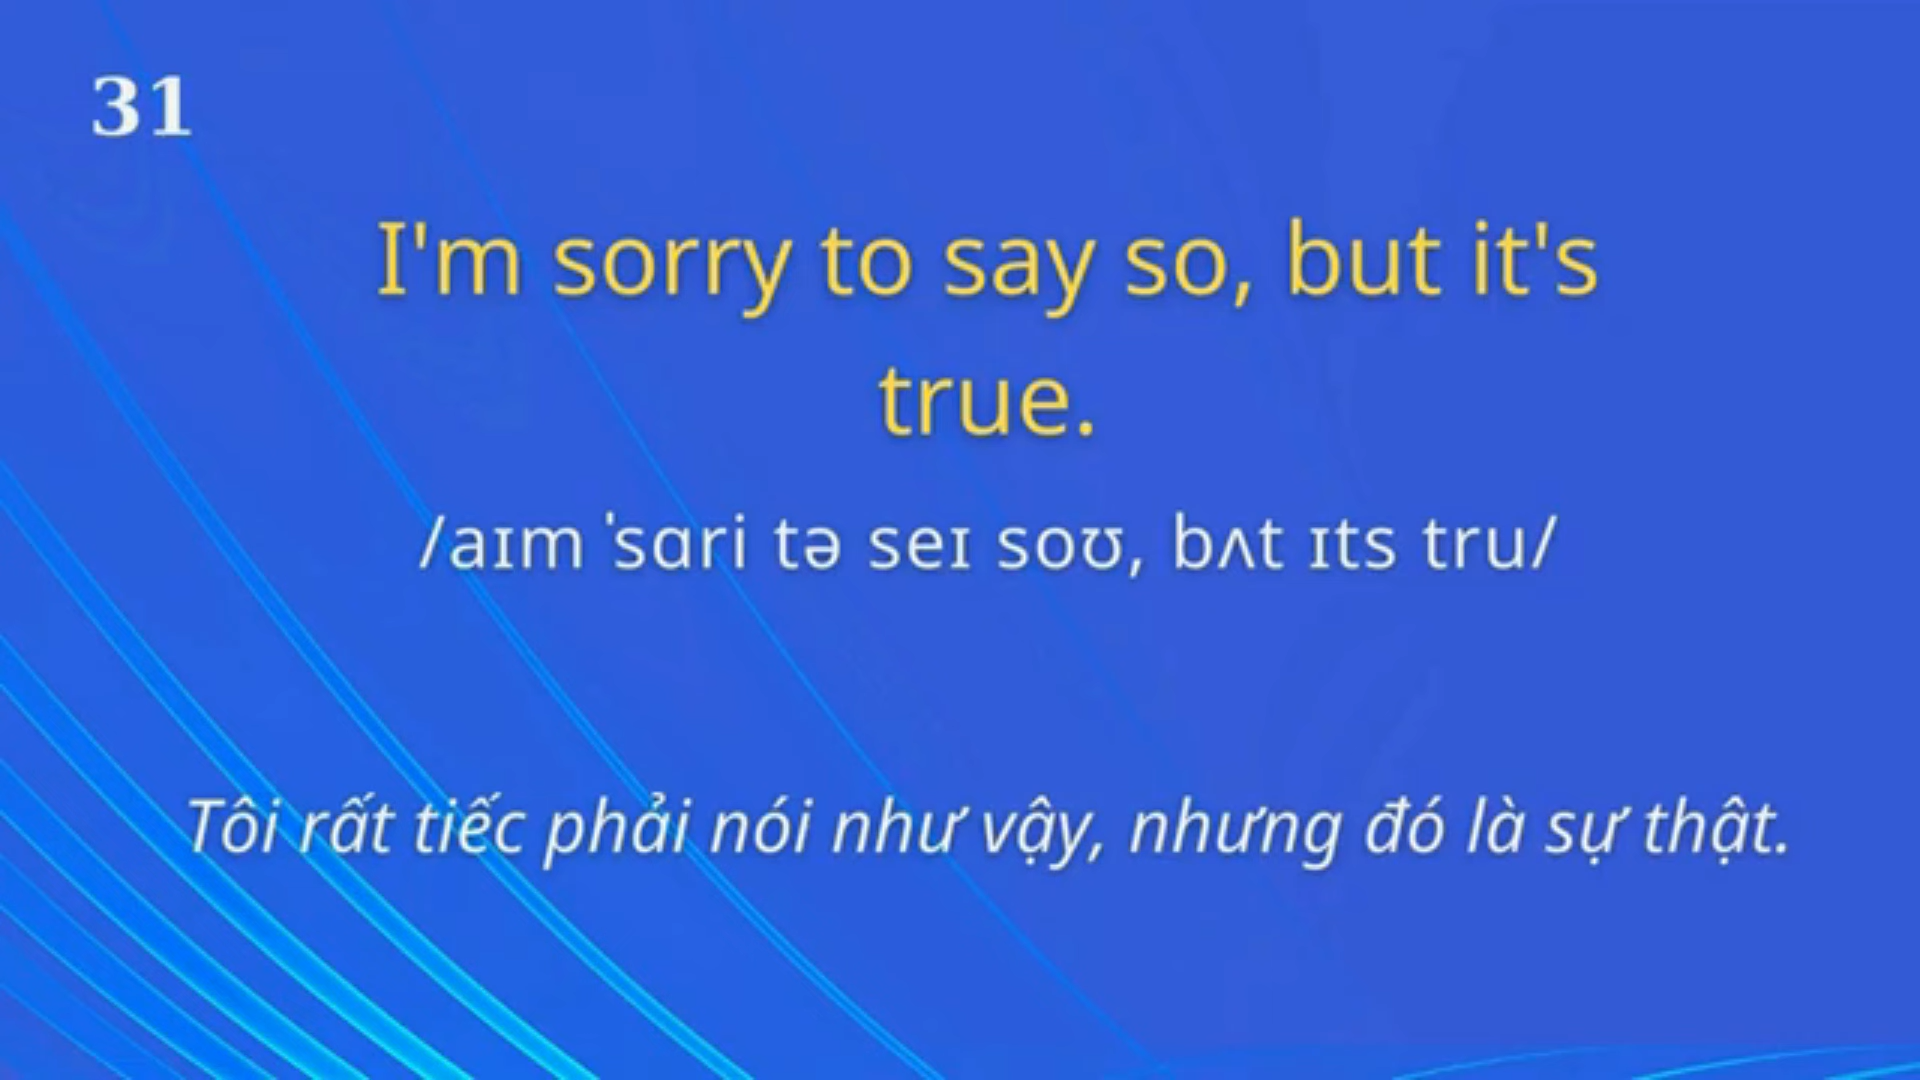 31
I'm sorry to say so, but it's
true.
/aɪm ˈsɑri tə seɪ soʊ, bʌt ɪts tru/
Tôi rất tiếc phải nói như vậy, nhưng đó là sự thật.